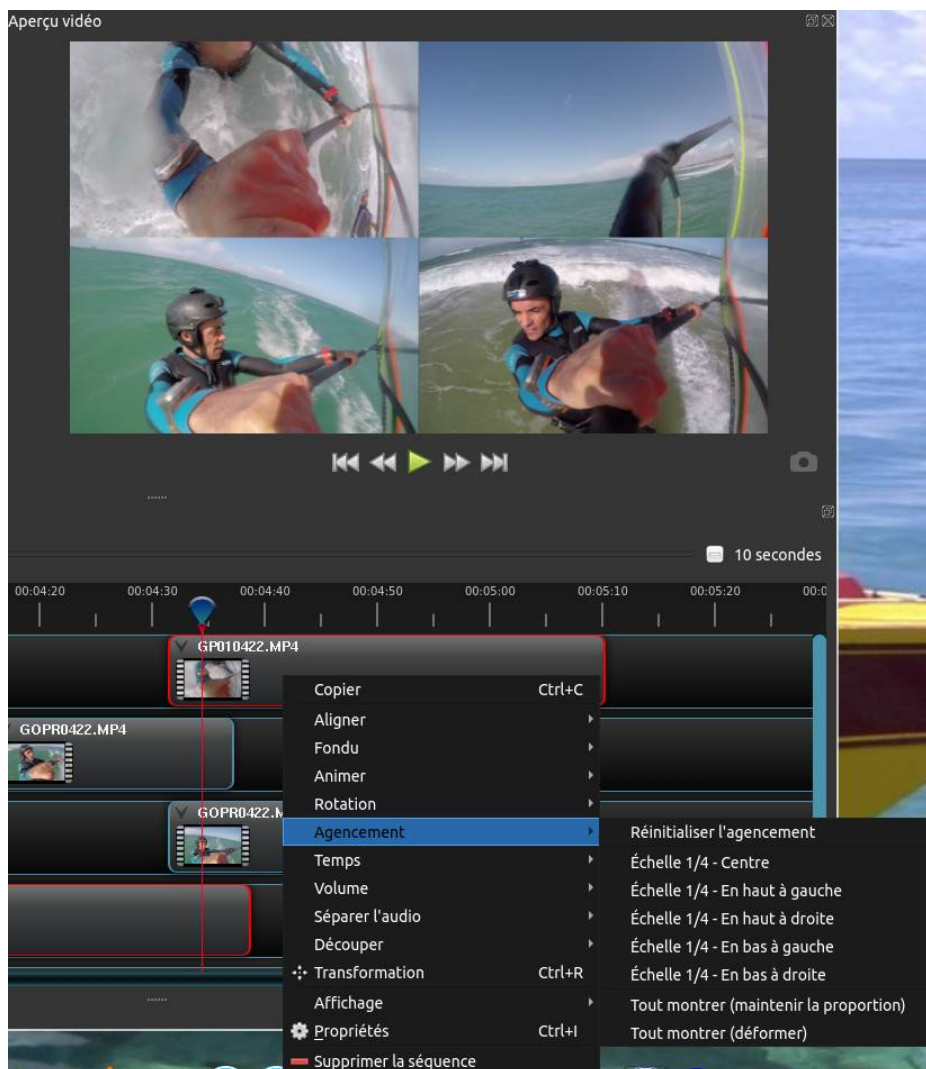 Aperçu vidéo
10 secondes
00:04:20 00:04:30 00:04:40 00:04:50 00:05:00 00:05:10 00:05:20 00:0
GP010422.MP4
GOPR0422.MP4
GOPR0422.M
Copier Ctrl+C
Aligner
Fondu
Animer
Rotation
Agencement
Temps
Volume
Séparer l'audio
Découper
Transformation Ctrl+R
Affichage
Propriétés Ctrl+I
Supprimer la séquence
Réinitialiser l'agencement
Échelle 1/4 - Centre
Échelle 1/4 - En haut à gauche
Échelle 1/4 - En haut à droite
Échelle 1/4 - En bas à gauche
Échelle 1/4 - En bas à droite
Tout montrer (maintenir la proportion)
Tout montrer (déformer)